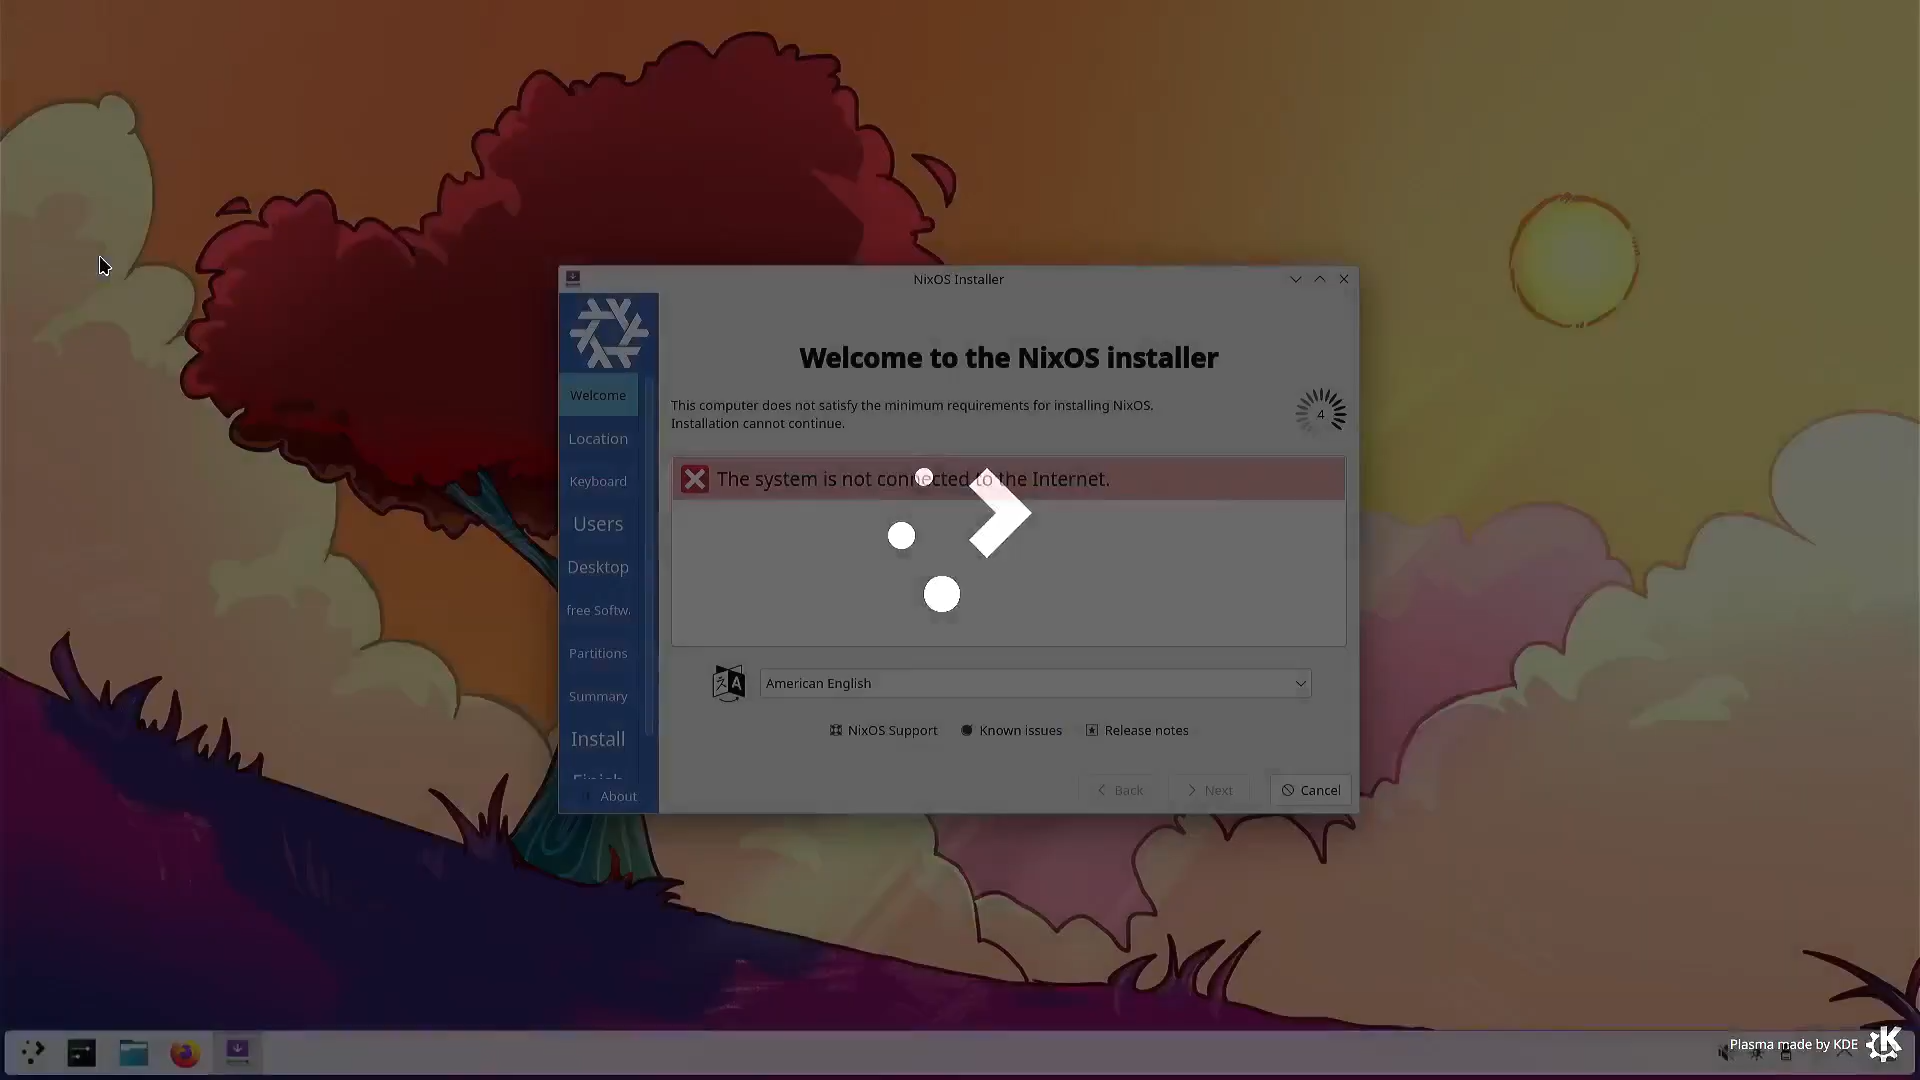 NixOS Installer
Welcome to the NixOS installer
This computer does not satisfy the minimum requirements for installing NixOS.
Installation cannot continue.
4
The system is not connected to the Internet.
Welcome
Location
Keyboard
Users
Desktop
free Softw.
Partitions
Summary
Install
About
American English
NixOS Support
Known issues
Release notes
Back
Next
Cancel
Plasma made by KDE